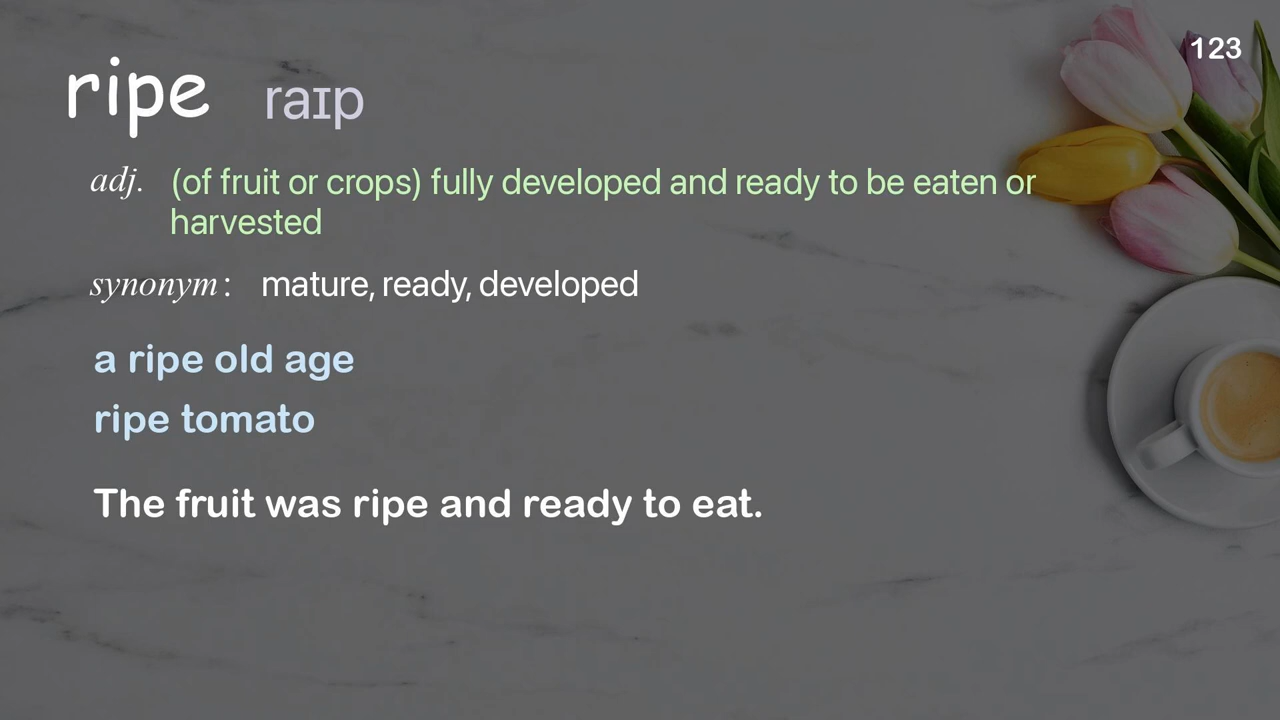 123
ripe raɪp
adj. (of fruit or crops) fully developed and ready to be eaten or
harvested
synonym: mature, ready, developed
a ripe old age
ripe tomato
The fruit was ripe and ready to eat.